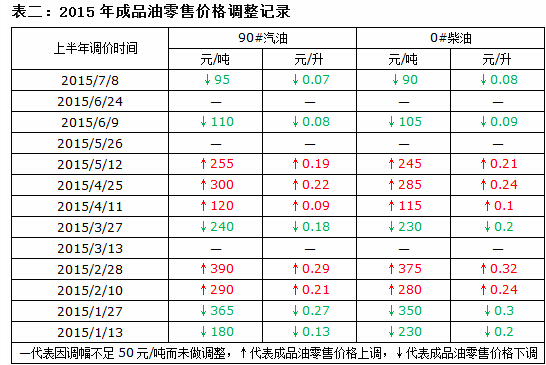 表二：2015年成品油零售价格调整记录
上半年调价时间 90#汽油 0#柴油
元/吨 元/升 元/吨 元/升
2015/7/8 ↓95 ↓0.07 ↓90 ↓0.08
2015/6/24 — — — —
2015/6/9 ↓110 ↓0.08 ↓105 ↓0.09
2015/5/26 — — — —
2015/5/12 ↑255 ↑0.19 ↑245 ↑0.21
2015/4/25 ↑300 ↑0.22 ↑285 ↑0.24
2015/4/11 ↑120 ↑0.09 ↑115 ↑0.1
2015/3/27 ↓240 ↓0.18 ↓230 ↓0.2
2015/3/13 — — — —
2015/2/28 ↑390 ↑0.29 ↑375 ↑0.32
2015/2/10 ↑290 ↑0.21 ↑280 ↑0.24
2015/1/27 ↓365 ↓0.27 ↓350 ↓0.3
2015/1/13 ↓180 ↓0.13 ↓230 ↓0.2
—代表因调幅不足50元/吨而未做调整，↑代表成品油零售价格上调，↓代表成品油零售价格下调